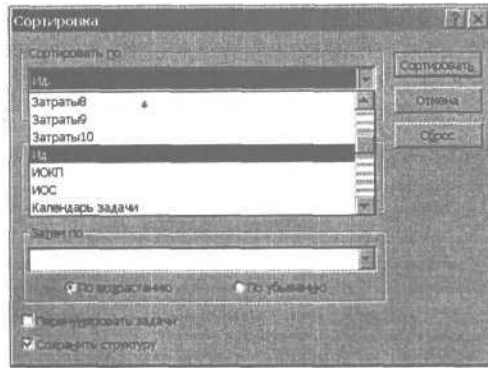 Сортировка
Сортировать по
Ид
Сортировать
Затраты8
Затраты9
Затраты10
Отмена
Сброс
Ид
ИОКП
ИОС
Календарь задачи
Затем по
По возрастанию
По убыванию
Перенумеровать задачи
Сохранить структуру